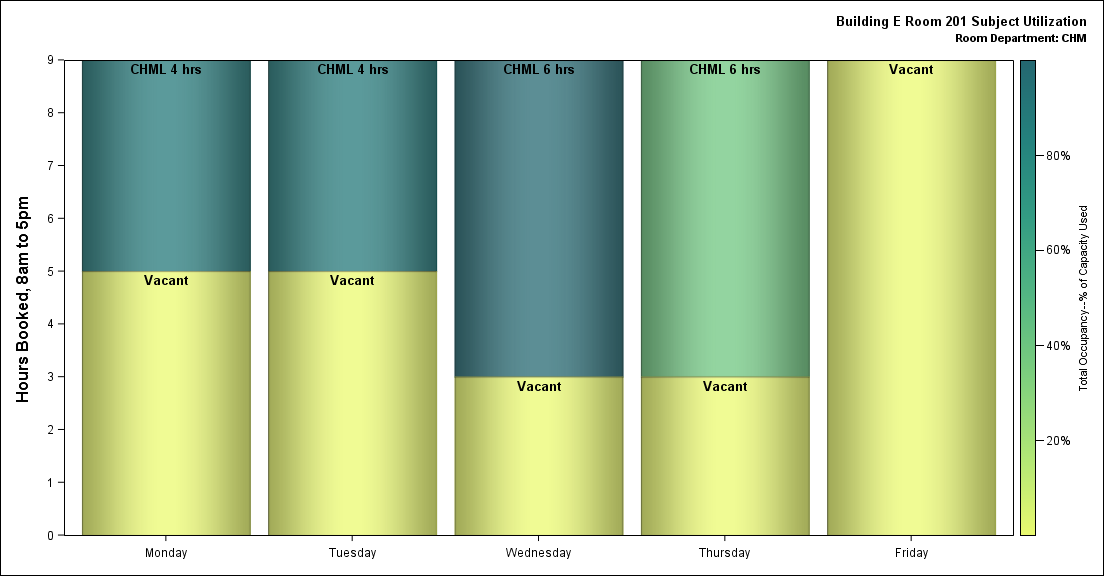 Building E Room 201 Subject Utilization
Room Department: CHM
Hours Booked, 8am to 5pm
9
8
7
6
5
4
3
2
1
0
CHML 4 hrs
Vacant
CHML 4 hrs
Vacant
CHML 6 hrs
Vacant
CHML 6 hrs
Vacant
Vacant
Monday
Tuesday
Wednesday
Thursday
Friday
80%
60%
40%
20%
Total Occupancy--% of Capacity Used